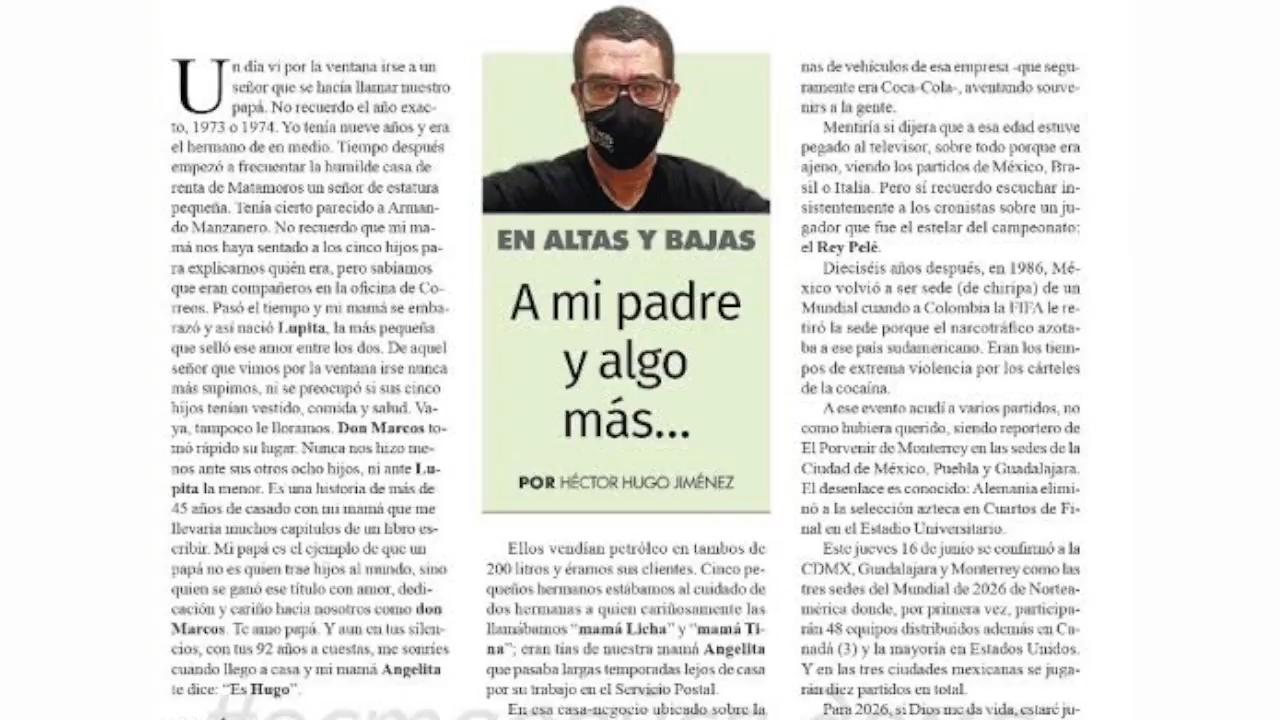 Un día vi por la ventana irse a un
señor que se hacía llamar nuestro
papá. No recuerdo el año exac-
to, 1973 o 1974. Yo tenía nueve años y era
el hermano de en medio. Tiempo después
empezó a frecuentar la humilde casa de
renta de Matamoros un señor de estatura
pequeña. Tenía cierto parecido a Arman-
do Manzanero. No recuerdo que mi ma-
má nos haya sentado a los cinco hijos pa-
ra explicarnos quién era, pero sabíamos
que eran compañeros en la oficina de Co-
rreos. Pasó el tiempo y mi mamá se emba-
razó y así nació Lupita, la más pequeña
que selló ese amor entre los dos. De aquel
señor que vimos por la ventana irse nunca
más supimos, ni se preocupó si sus cinco
hijos tenían vestido, comida y salud. Va-
ya, tampoco le lloramos. Don Marcos to-
mó rápido su lugar. Nunca nos hizo me-
nos ante sus otros ocho hijos, ni ante Lu-
pita la menor. Es una historia de más de
45 años de casado con mi mamá que me
llevaría muchos capítulos de un libro es-
cribir. Mi papá es el ejemplo de que un
papá no es quien trae hijos al mundo, sino
quien se ganó ese título con amor, dedi-
cación y cariño hacia nosotros como don
Marcos. Te amo papá. Y aun en tus silen-
cios, con tus 92 años a cuestas, me sonríes
cuando llego a casa y mi mamá Angelita
te dice: “Es Hugo”.
EN ALTAS Y BAJAS
A mi padre
y algo
más...
POR HÉCTOR HUGO JIMÉNEZ
Ellos vendían petróleo en tambos de
200 litros y éramos sus clientes. Cinco pe-
queños hermanos estábamos al cuidado de
dos hermanas a quien cariñosamente las
llamábamos “mamá Licha” y “mamá Ti-
na”; eran tías de nuestra mamá Angelita
que pasaba largas temporadas lejos de casa
por su trabajo en el Servicio Postal.
En esa casa-negocio ubicado sobre la
nas de vehículos de esa empresa -que segu-
ramente era Coca-Cola-, aventando souve-
nirs a la gente.
Mentiría si dijera que a esa edad estuve
pegado al televisor, sobre todo porque era
ajeno, viendo los partidos de México, Bra-
sil o Italia. Pero sí recuerdo escuchar in-
sistentemente a los cronistas sobre un ju-
gador que fue el estelar del campeonato:
el Rey Pelé.
Dieciséis años después, en 1986, Mé-
xico volvió a ser sede (de chiripa) de un
Mundial cuando a Colombia la FIFA le re-
tiró la sede porque el narcotráfico azota-
ba a ese país sudamericano. Eran los tiem-
pos de extrema violencia por los cárteles
de la cocaína.
A ese evento acudí a varios partidos, no
como hubiera querido, siendo reportero de
El Porvenir de Monterrey en las sedes de la
Ciudad de México, Puebla y Guadalajara.
El desenlace es conocido: Alemania elimi-
nó a la selección azteca en Cuartos de Fi-
nal en el Estadio Universitario.
Este jueves 16 de junio se confirmó a la
CDMX, Guadalajara y Monterrey como las
tres sedes del Mundial de 2026 de Nortea-
mérica donde, por primera vez, participa-
rán 48 equipos distribuidos además en Ca-
nadá (3) y la mayoría en Estados Unidos.
Y en las tres ciudades mexicanas se juga-
rán diez partidos en total.
Para 2026, si Dios me da vida, estaré ju-